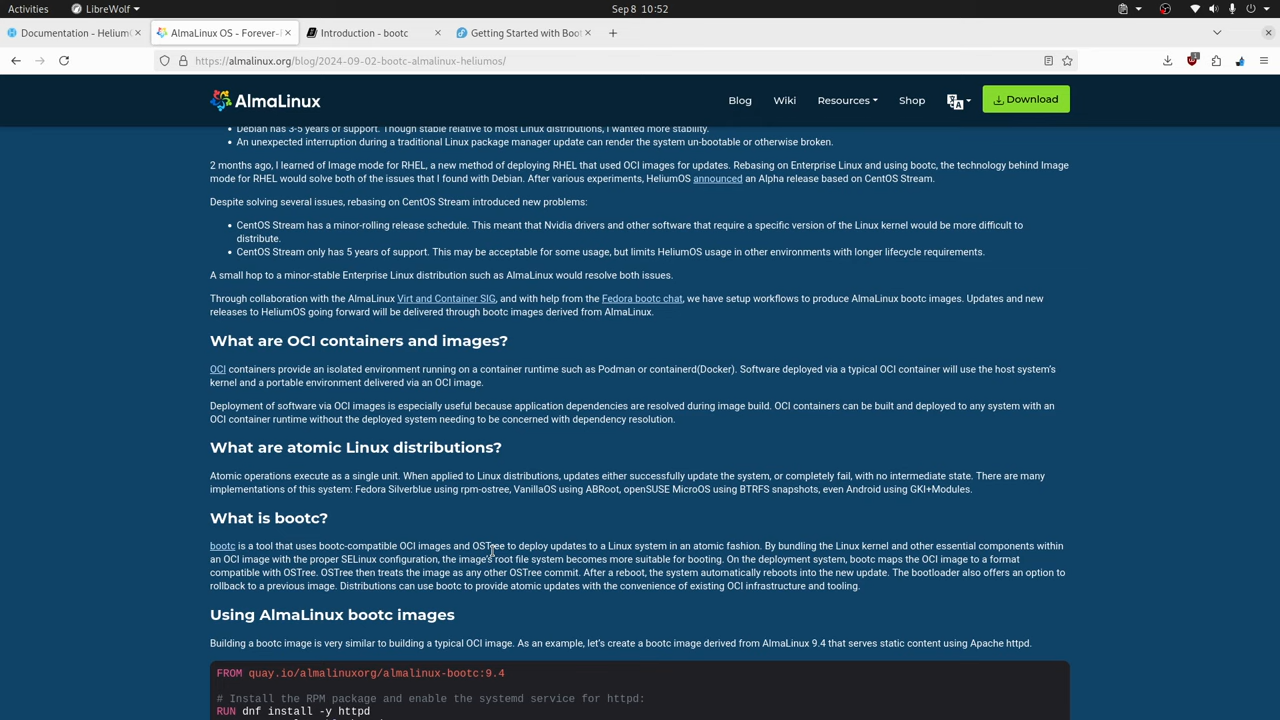 Activities
LibreWolf
Sep 8 10:52
Documentation - HeliumO
AlmaLinux OS - Forever-
Introduction - bootc
Getting Started with Boot
https://almalinux.org/blog/2024-09-02-bootc-almalinux-heliumos/
AlmaLinux
Blog
Wiki
Resources
Shop
Download
Debian has 3-5 years of support. Though stable relative to most Linux distributions, I wanted more stability.
An unexpected interruption during a traditional Linux package manager update can render the system un-bootable or otherwise broken.
2 months ago, I learned of Image mode for RHEL, a new method of deploying RHEL that used OCI images for updates. Rebasing on Enterprise Linux and using bootc, the technology behind Image
mode for RHEL would solve both of the issues that I found with Debian. After various experiments, HeliumOS announced an Alpha release based on CentOS Stream.
Despite solving several issues, rebasing on CentOS Stream introduced new problems:
CentOS Stream has a minor-rolling release schedule. This meant that Nvidia drivers and other software that require a specific version of the Linux kernel would be more difficult to
distribute.
CentOS Stream only has 5 years of support. This may be acceptable for some usage, but limits HeliumOS usage in other environments with longer lifecycle requirements.
A small hop to a minor-stable Enterprise Linux distribution such as AlmaLinux would resolve both issues.
Through collaboration with the AlmaLinux Virt and Container SIG, and with help from the Fedora bootc chat, we have setup workflows to produce AlmaLinux bootc images. Updates and new
releases to HeliumOS going forward will be delivered through bootc images derived from AlmaLinux.
What are OCI containers and images?
OCI containers provide an isolated environment running on a container runtime such as Podman or containerd(Docker). Software deployed via a typical OCI container will use the host system's
kernel and a portable environment delivered via an OCI image.
Deployment of software via OCI images is especially useful because application dependencies are resolved during image build. OCI containers can be built and deployed to any system with an
OCI container runtime without the deployed system needing to be concerned with dependency resolution.
What are atomic Linux distributions?
Atomic operations execute as a single unit. When applied to Linux distributions, updates either successfully update the system, or completely fail, with no intermediate state. There are many
implementations of this system: Fedora Silverblue using rpm-ostree, VanillaOS using ABRoot, openSUSE MicroOS using BTRFS snapshots, even Android using GKI+Modules.
What is bootc?
bootc is a tool that uses bootc-compatible OCI images and OSTree to deploy updates to a Linux system in an atomic fashion. By bundling the Linux kernel and other essential components within
an OCI image with the proper SELinux configuration, the image's root file system becomes more suitable for booting. On the deployment system, bootc maps the OCI image to a format
compatible with OSTree. OSTree then treats the image as any other OSTree commit. After a reboot, the system automatically reboots into the new update. The bootloader also offers an option to
rollback to a previous image. Distributions can use bootc to provide atomic updates with the convenience of existing OCI infrastructure and tooling.
Using AlmaLinux bootc images
Building a bootc image is very similar to building a typical OCI image. As an example, let's create a bootc image derived from AlmaLinux 9.4 that serves static content using Apache httpd.
FROM quay.io/almalinuxorg/almalinux-bootc:9.4
# Install the RPM package and enable the systemd service for httpd:
RUN dnf install -y httpd